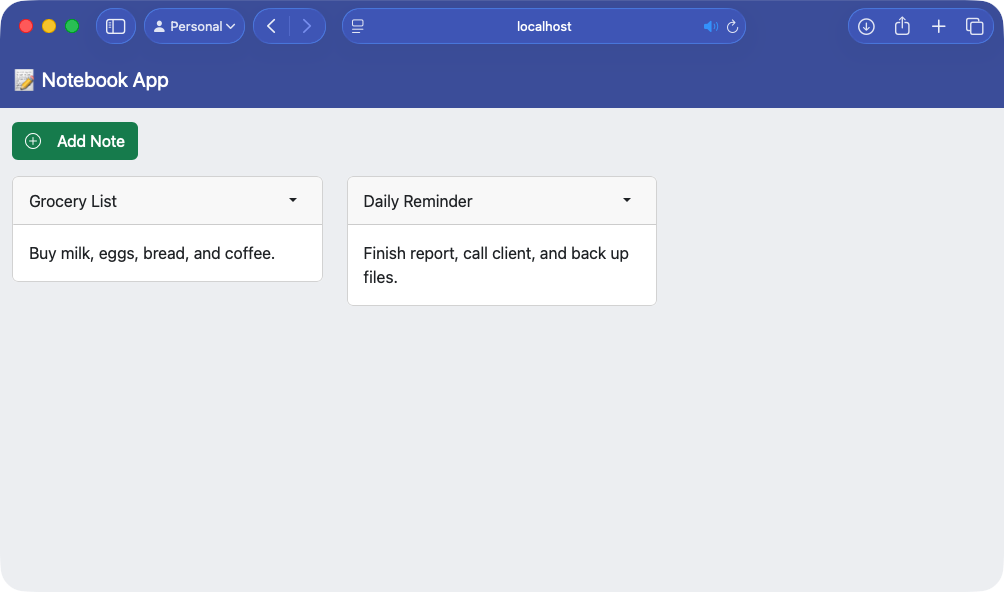 Personal
localhost
📝 Notebook App
Add Note
Grocery List
Buy milk, eggs, bread, and coffee.
Daily Reminder
Finish report, call client, and back up
files.